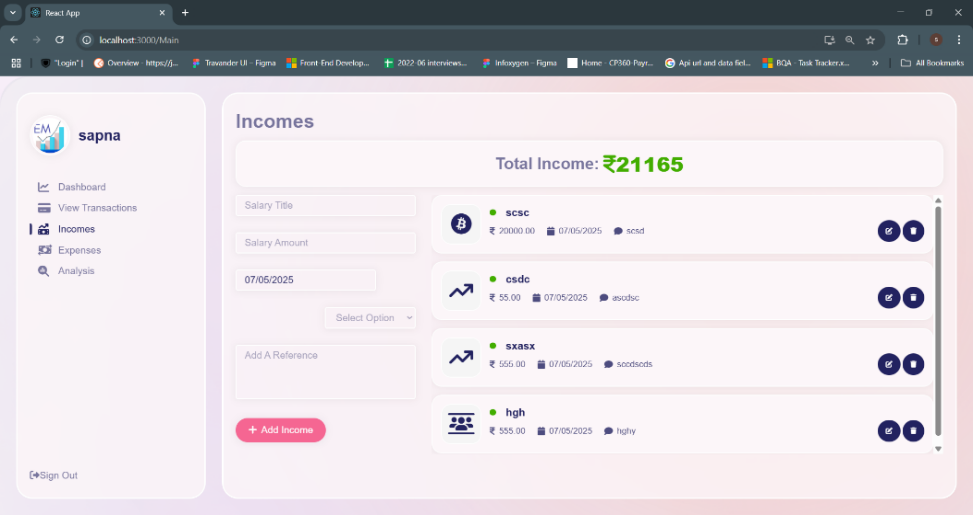 React App
localhost:3000/Main
"Login" |
Overview - https://j...
Travander UI – Figma
Front-End Develop...
2022-06 interviews...
Infoxygen – Figma
Home - CP360-Payr...
Api url and data fiel...
BQA - Task Tracker.x...
All Bookmarks
EM
sapna
Dashboard
View Transactions
Incomes
Expenses
Analysis
Sign Out
Incomes
Total Income: ₹21165
Salary Title
Salary Amount
07/05/2025
Select Option
Add A Reference
+ Add Income
scsc
₹ 20000.00 07/05/2025 scsd
csdc
₹ 55.00 07/05/2025 ascdsc
sxasx
₹ 555.00 07/05/2025 sccdscds
hgh
₹ 555.00 07/05/2025 hghy